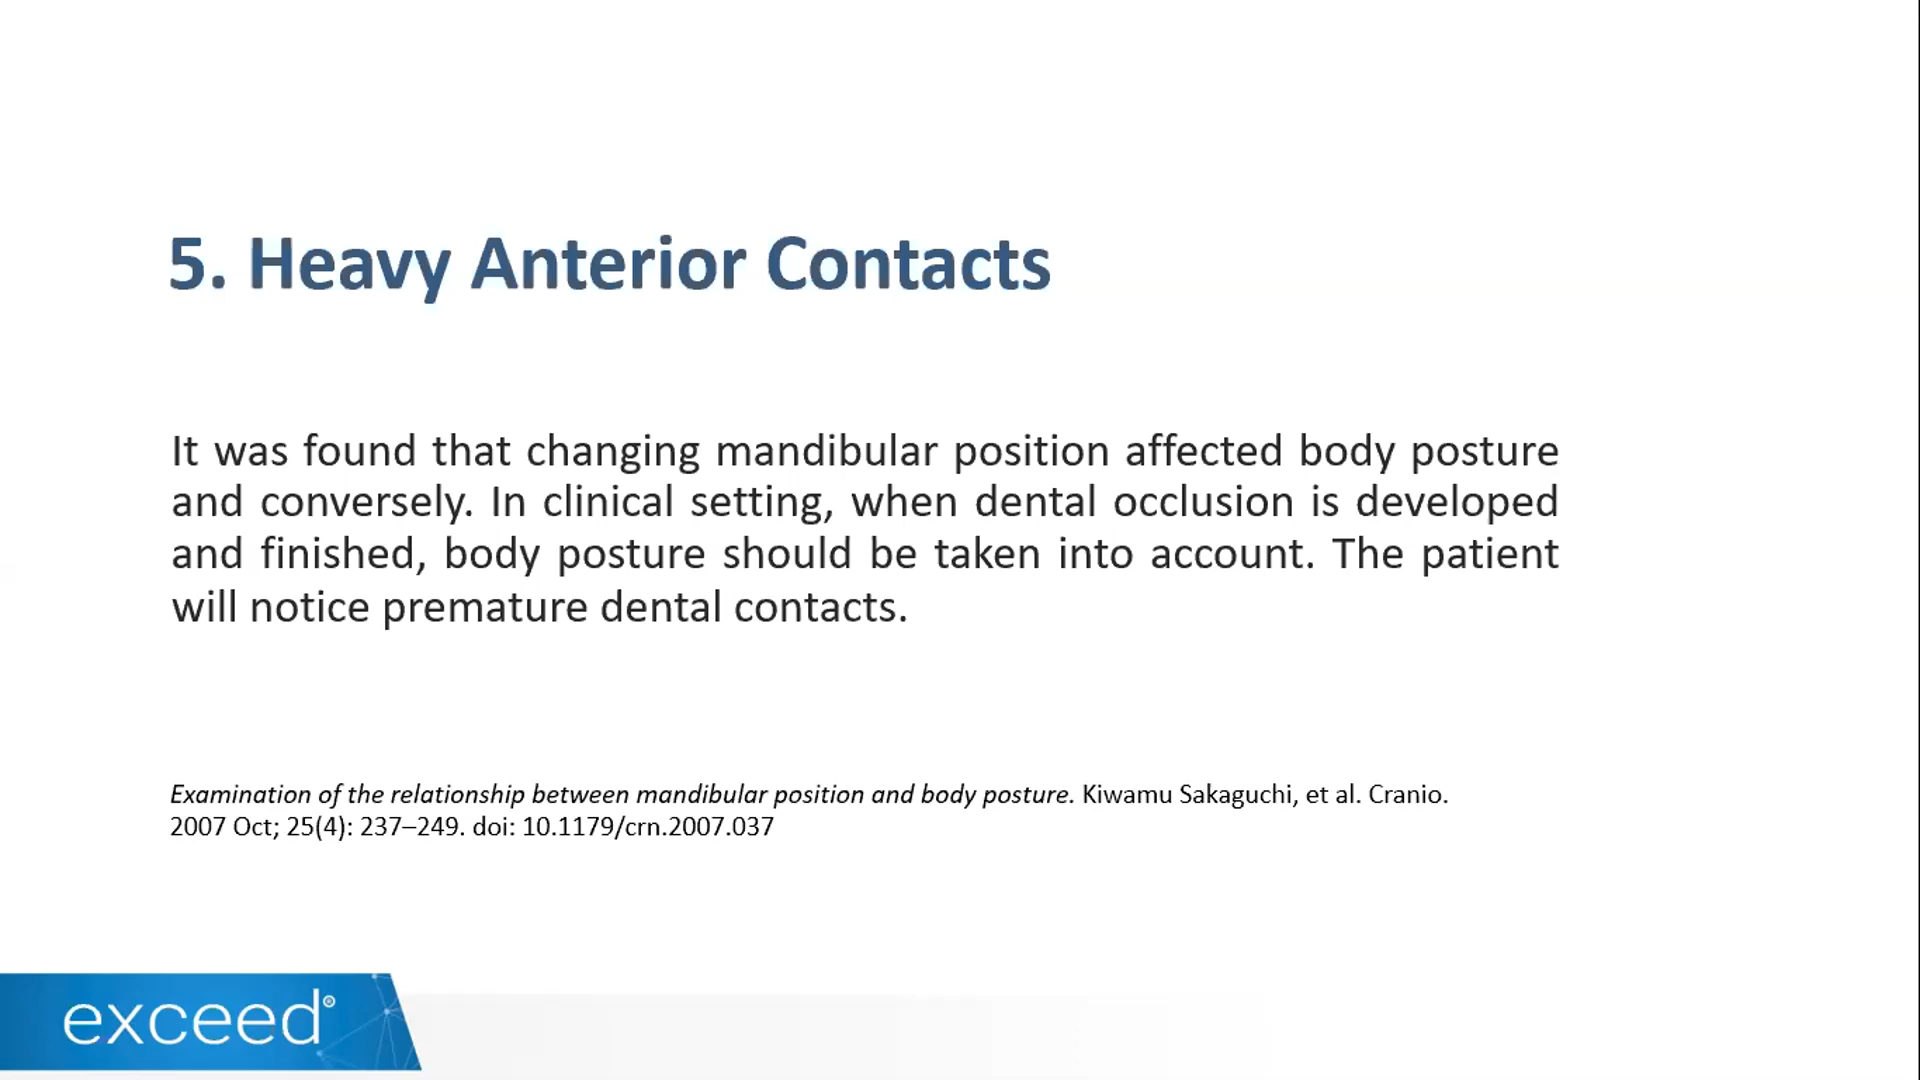 5. Heavy Anterior Contacts
It was found that changing mandibular position affected body posture
and conversely. In clinical setting, when dental occlusion is developed
and finished, body posture should be taken into account. The patient
will notice premature dental contacts.
Examination of the relationship between mandibular position and body posture. Kiwamu Sakaguchi, et al. Cranio.
2007 Oct; 25(4): 237–249. doi: 10.1179/crn.2007.037
exceed®